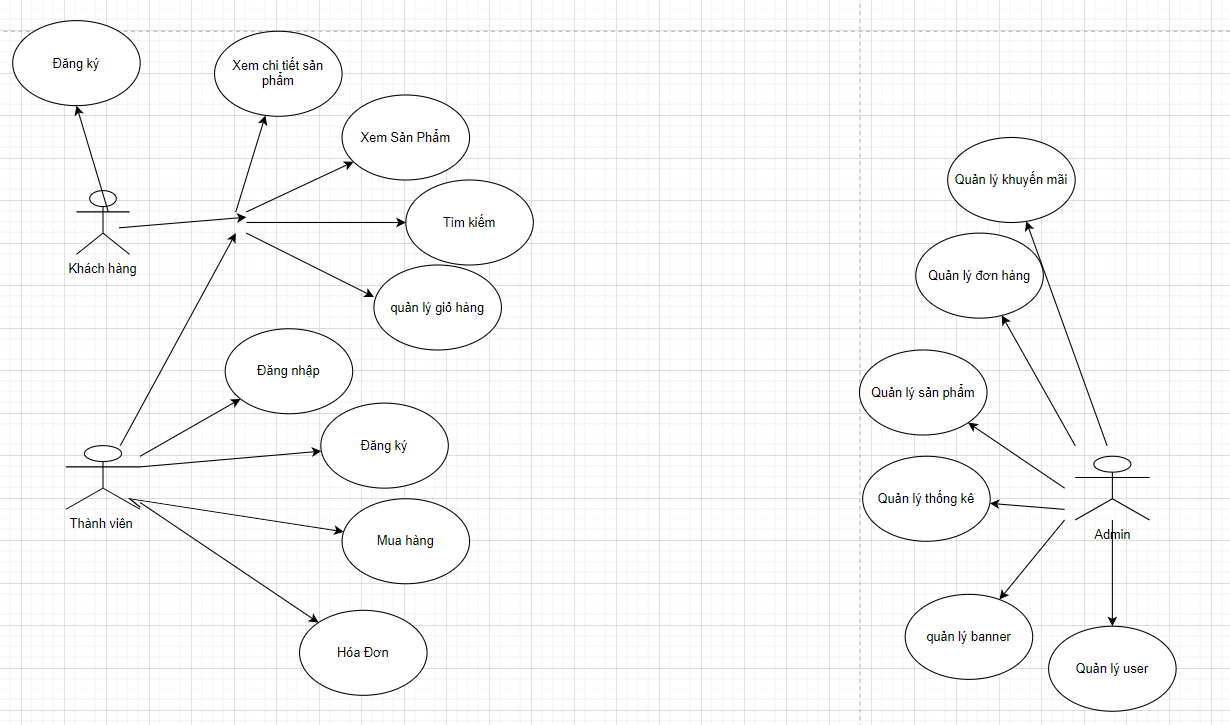 Đăng ký
Xem chi tiết sản
phẩm
Xem Sản Phẩm
Tìm kiếm
Khách hàng
quản lý giỏ hàng
Đăng nhập
Đăng ký
Thành viên
Mua hàng
Hóa Đơn
Quản lý khuyến mãi
Quản lý đơn hàng
Quản lý sản phẩm
Quản lý thống kê
Admin
quản lý banner
Quản lý user